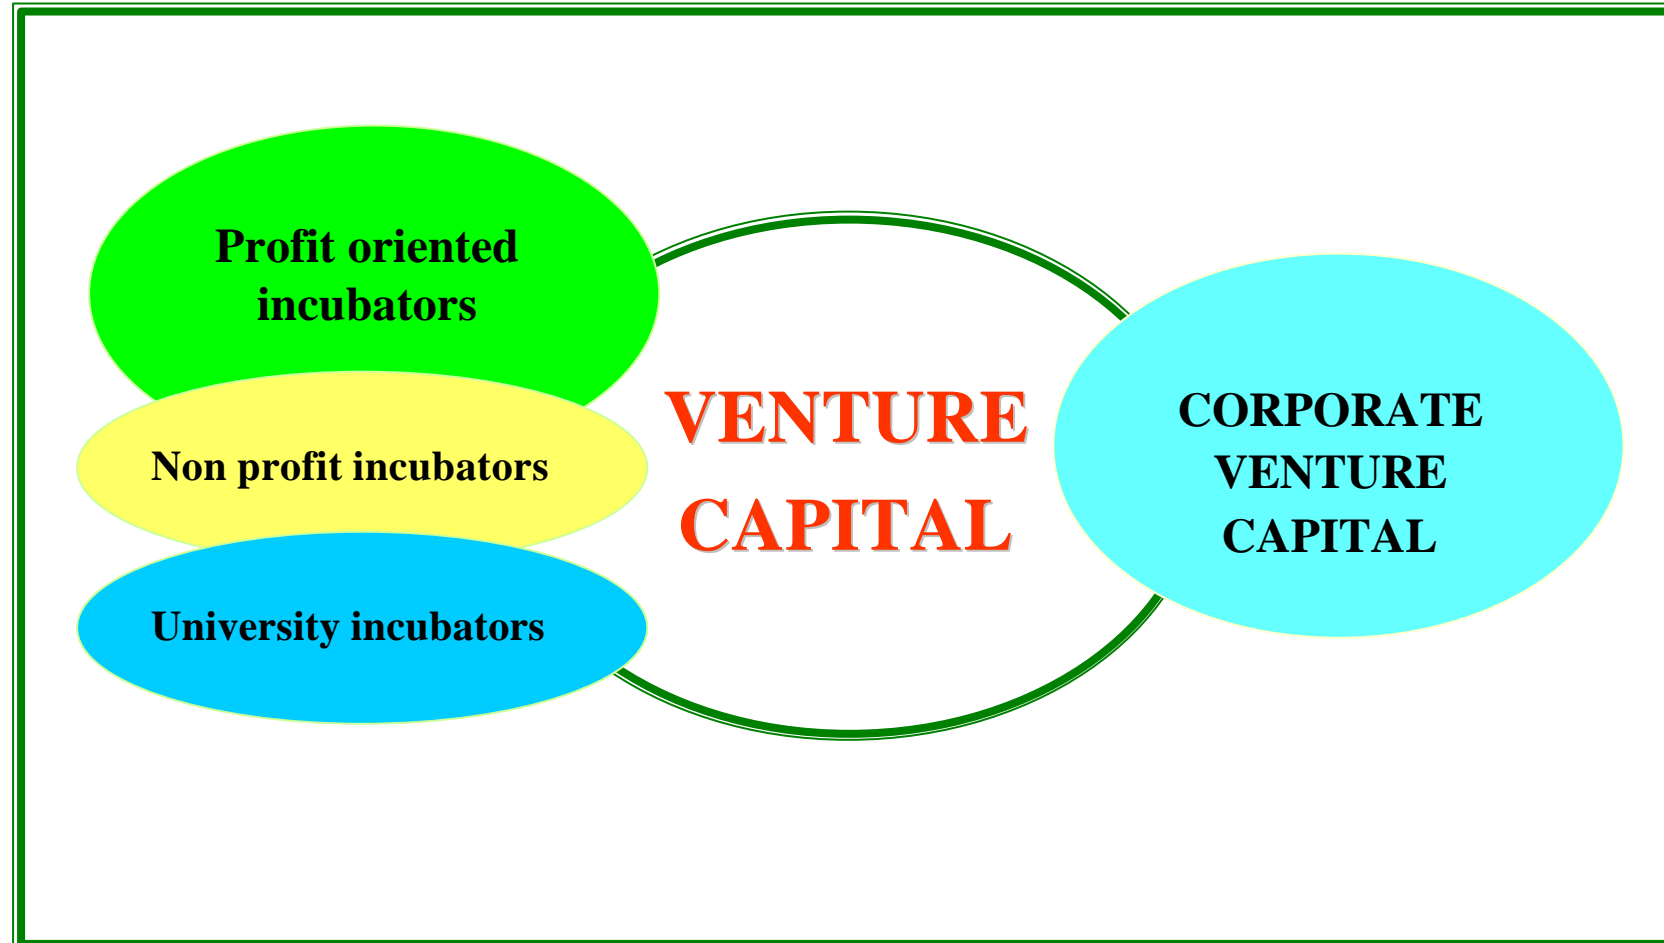 Profit oriented
incubators
Non profit incubators
University incubators
VENTURE
CAPITAL
CORPORATE
VENTURE
CAPITAL